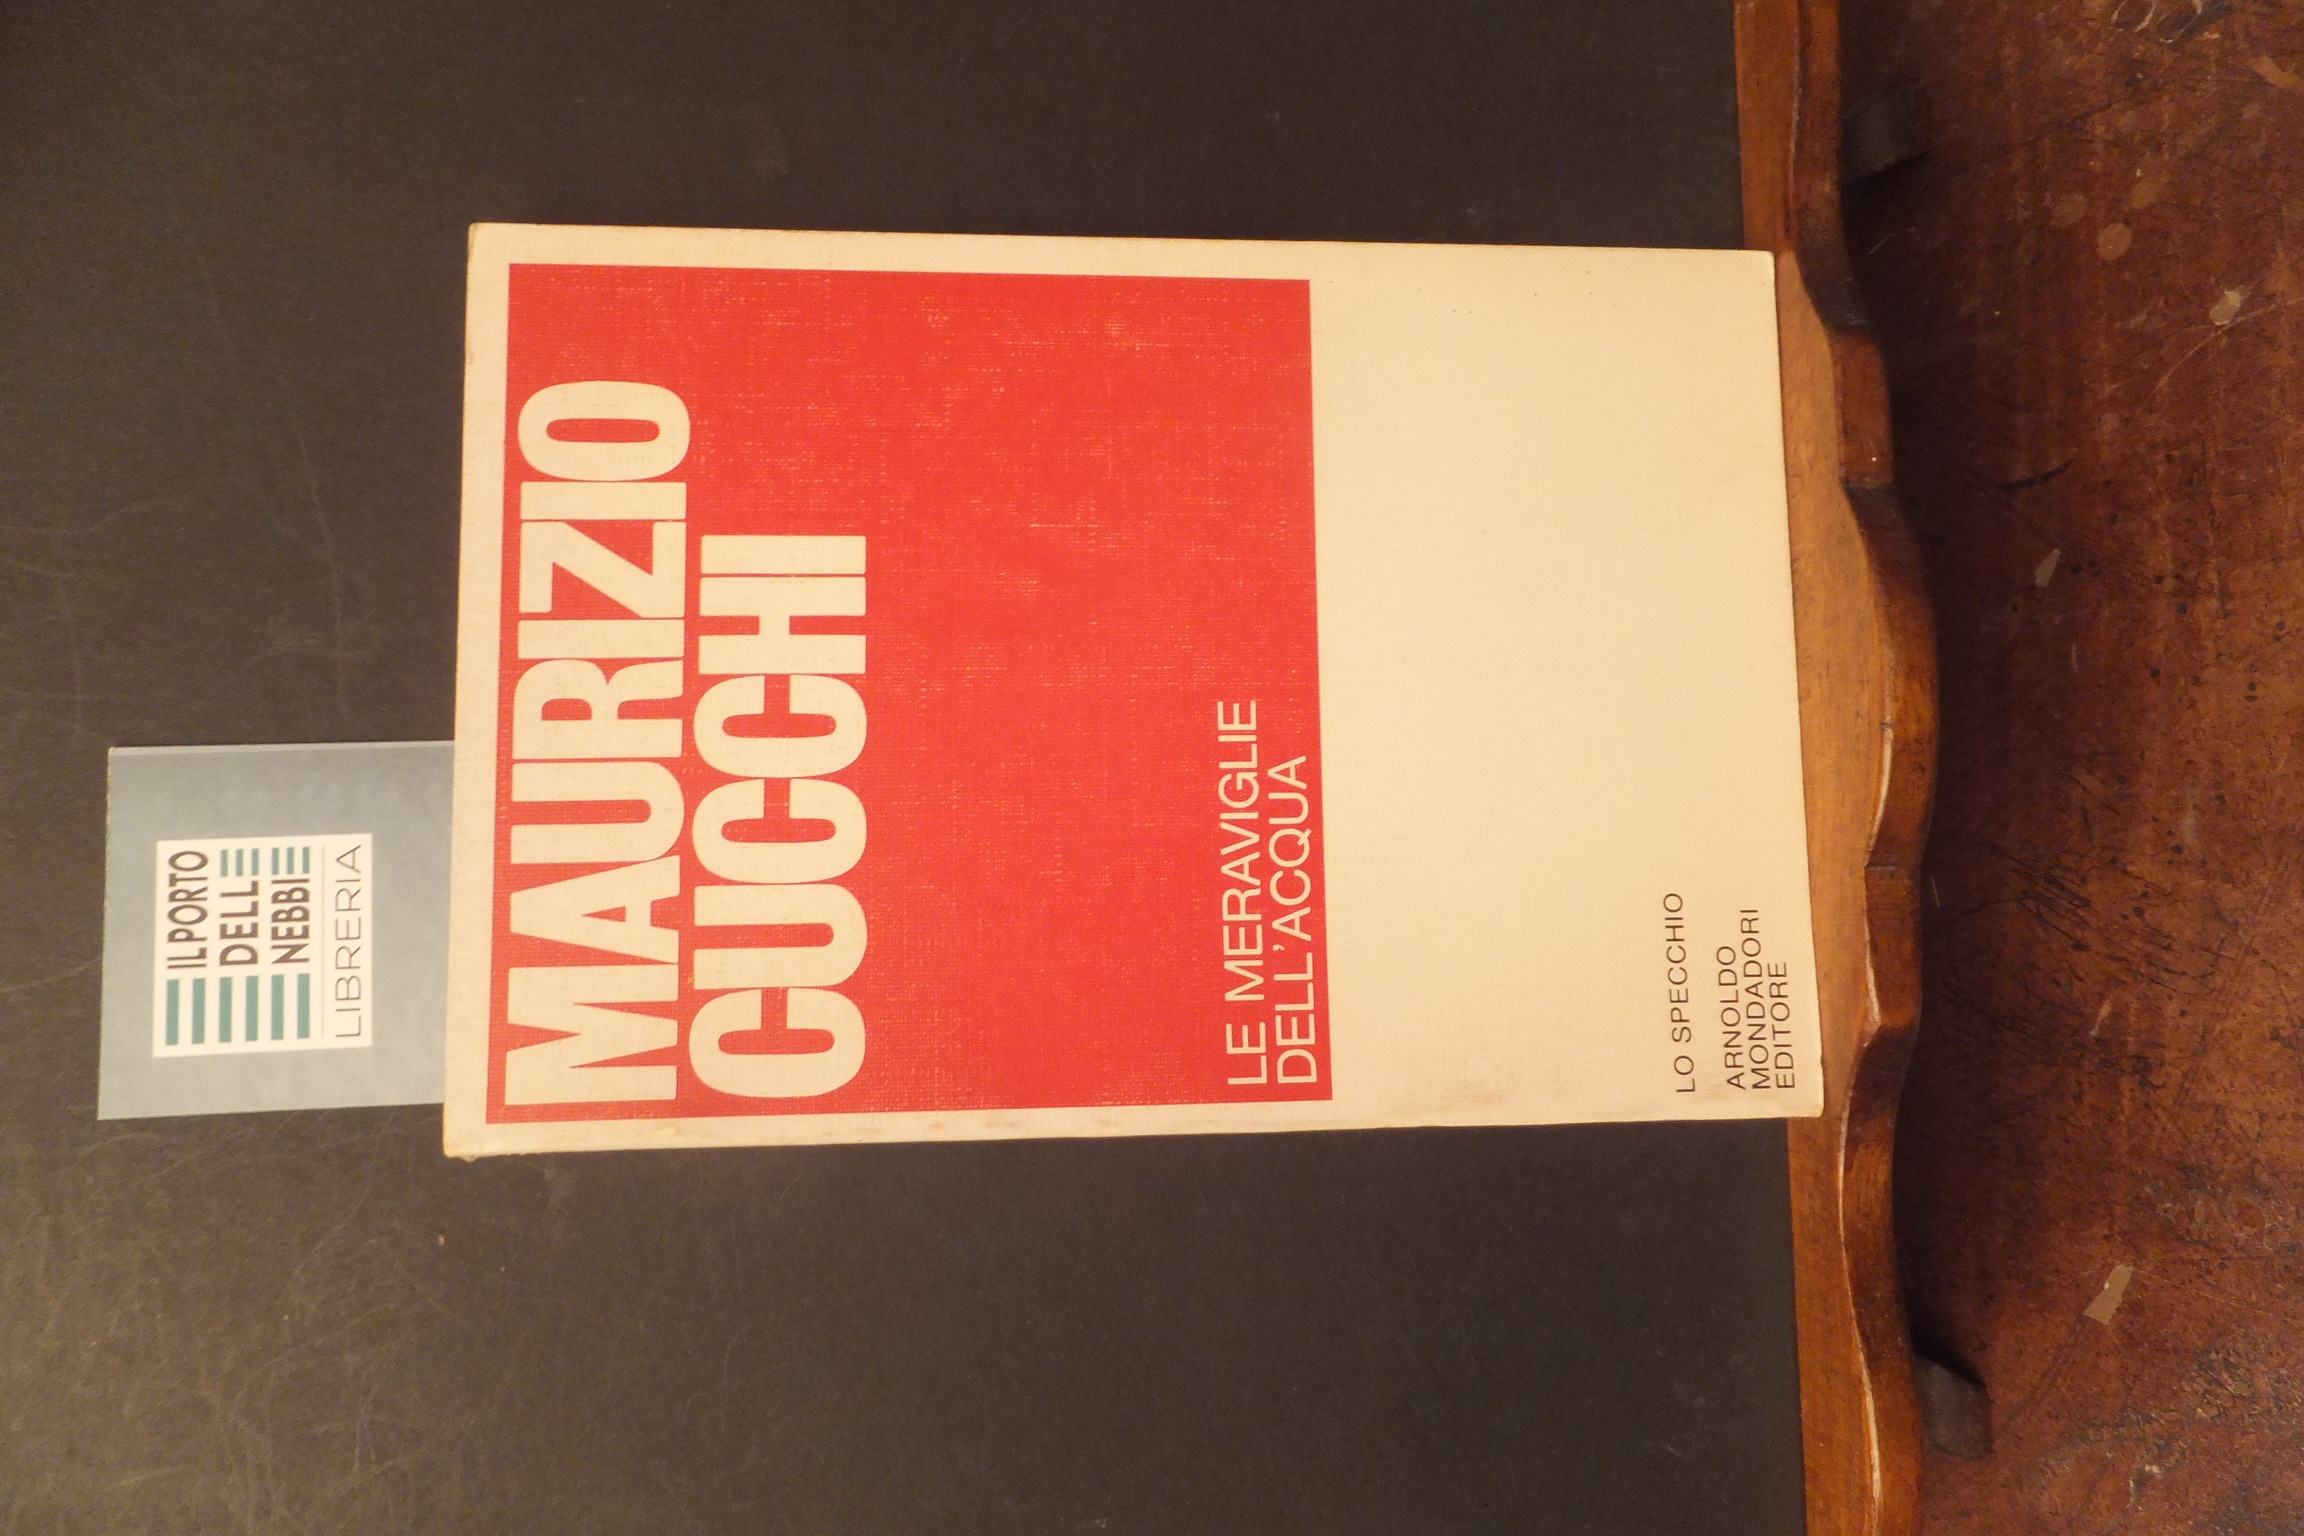 IL PORTO
DELLE
NEBBIE
LIBRERIA
MAURIZIO
CUCCHI
LE MERAVIGLIE
DELL'ACQUA
LO SPECCHIO
ARNOLDO
MONDADORI
EDITORE